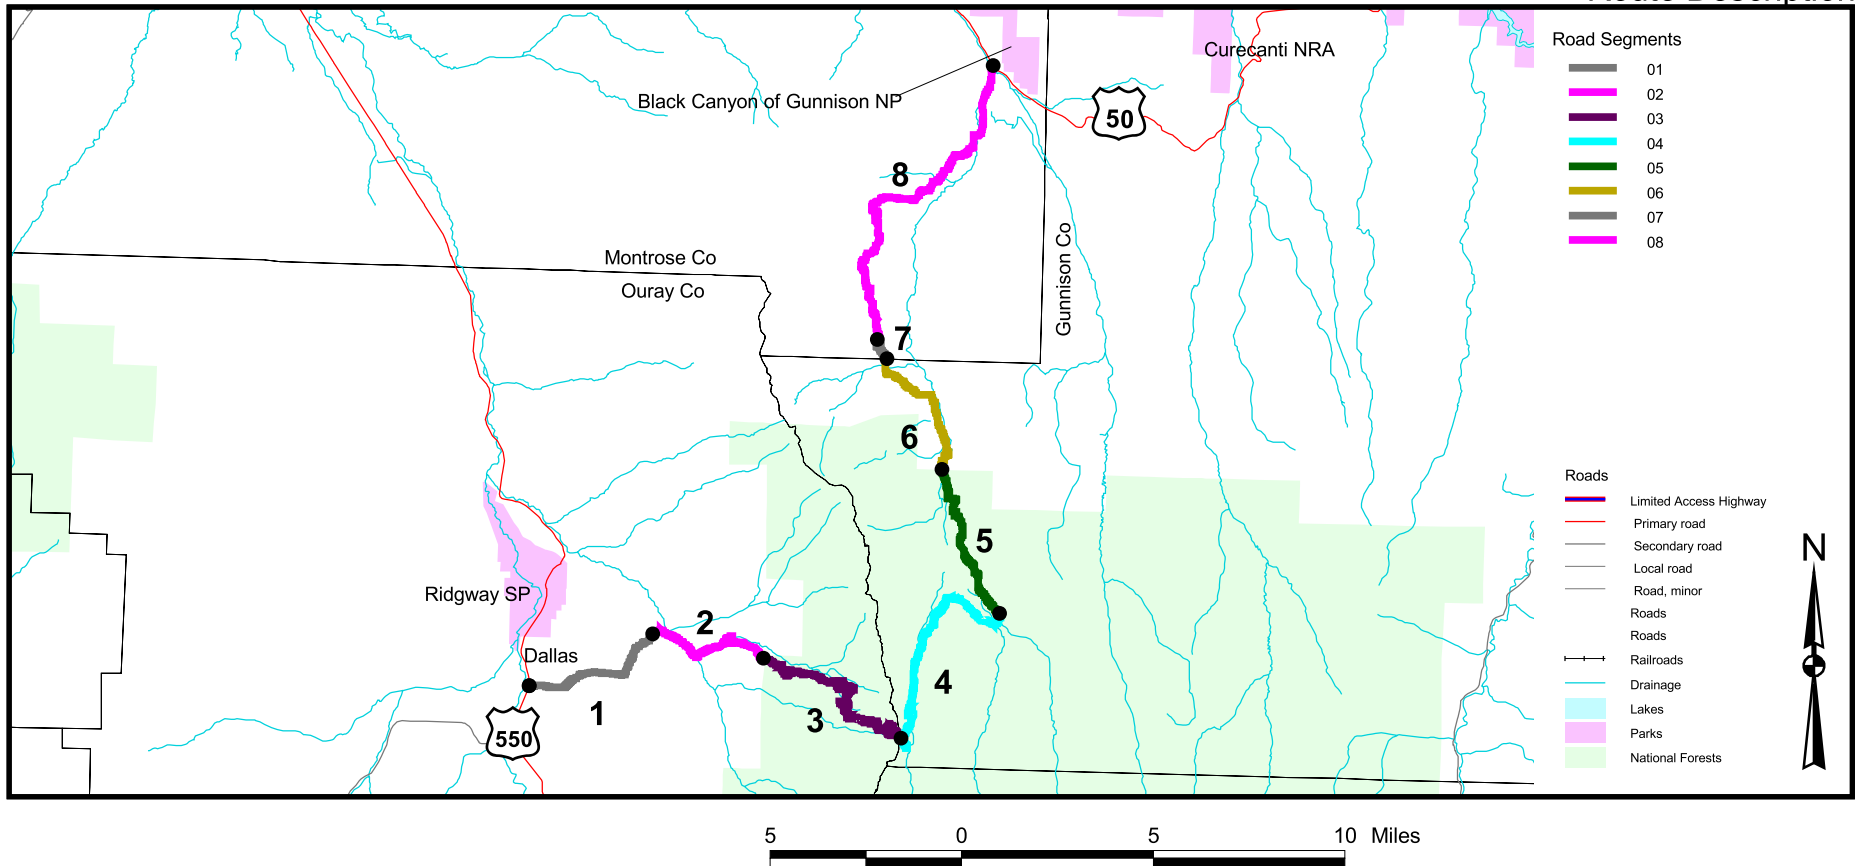 Curecanti NRA
Black Canyon of Gunnison NP
50
8
Montrose Co
Ouray Co
Gunnison Co
7
6
5
Ridgway SP
2
Dallas
4
1
3
550
Road Segments
01
02
03
04
05
06
07
08
Roads
Limited Access Highway
Primary road
Secondary road
Local road
Road, minor
Roads
Roads
Railroads
Drainage
Lakes
Parks
National Forests
N
5 0 5 10 Miles